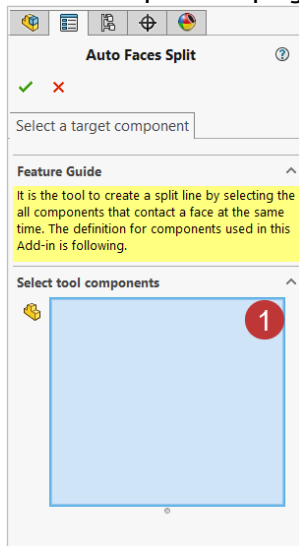 Auto Faces Split
Select a target component
Feature Guide
It is the tool to create a split line by selecting the
all components that contact a face at the same
time. The definition for components used in this
Add-in is following.
Select tool components
1